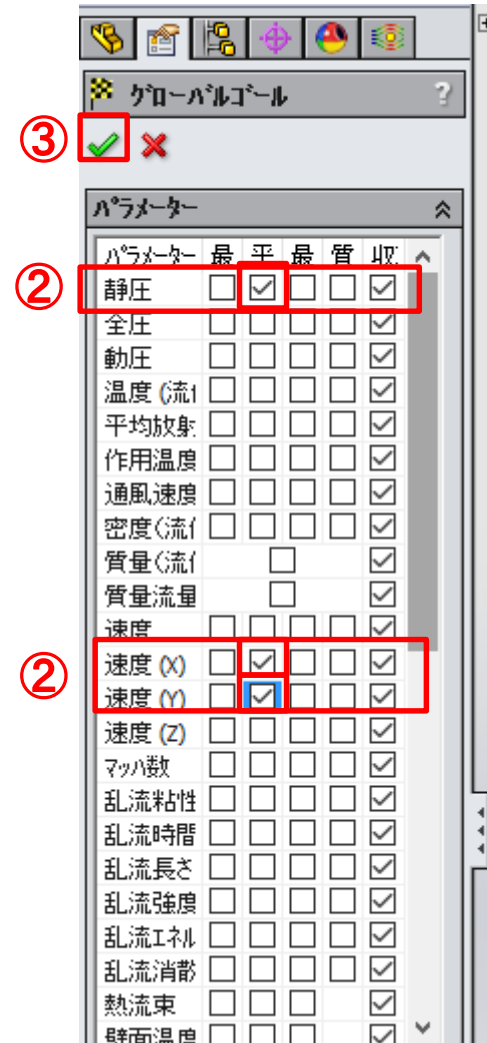 グローバルゴール ?
③
パラメーター
パラメーター 最 平 最 質 収
② 静圧
全圧
動圧
温度 (流
平均放射
作用温度
通風速度
密度(流
質量(流
質量流量
速度
② 速度 (X)
速度 (Y)
速度 (Z)
マッハ数
乱流粘性
乱流時間
乱流長さ
乱流強度
乱流エネル
乱流消散
熱流束
壁面温度